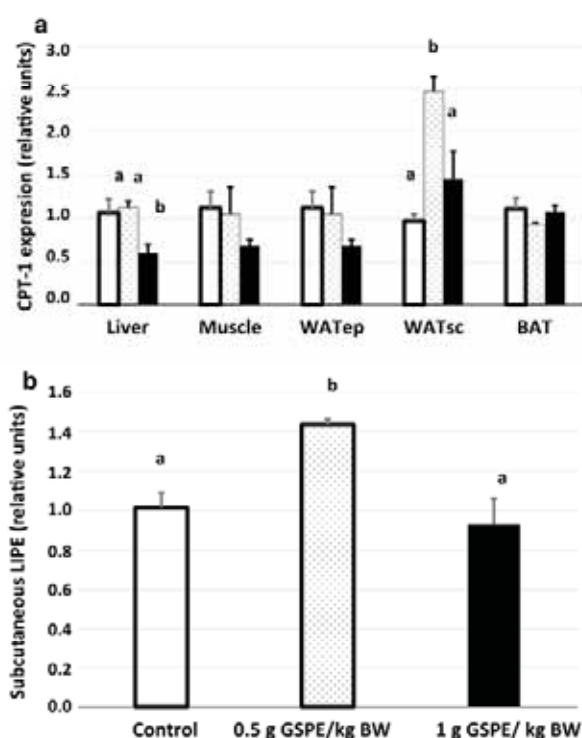 a
CPT-1 expresion (relative units)
3.0
2.5
2.0
1.5
1.0
0.5
0.0
a a b
a b a
Liver Muscle WATep WATsc BAT
b
Subcutaneous LIPE (relative units)
1.6
1.4
1.2
1.0
0.8
0.6
0.4
0.2
0.0
a b a
Control 0.5 g GSPE/kg BW 1 g GSPE/ kg BW